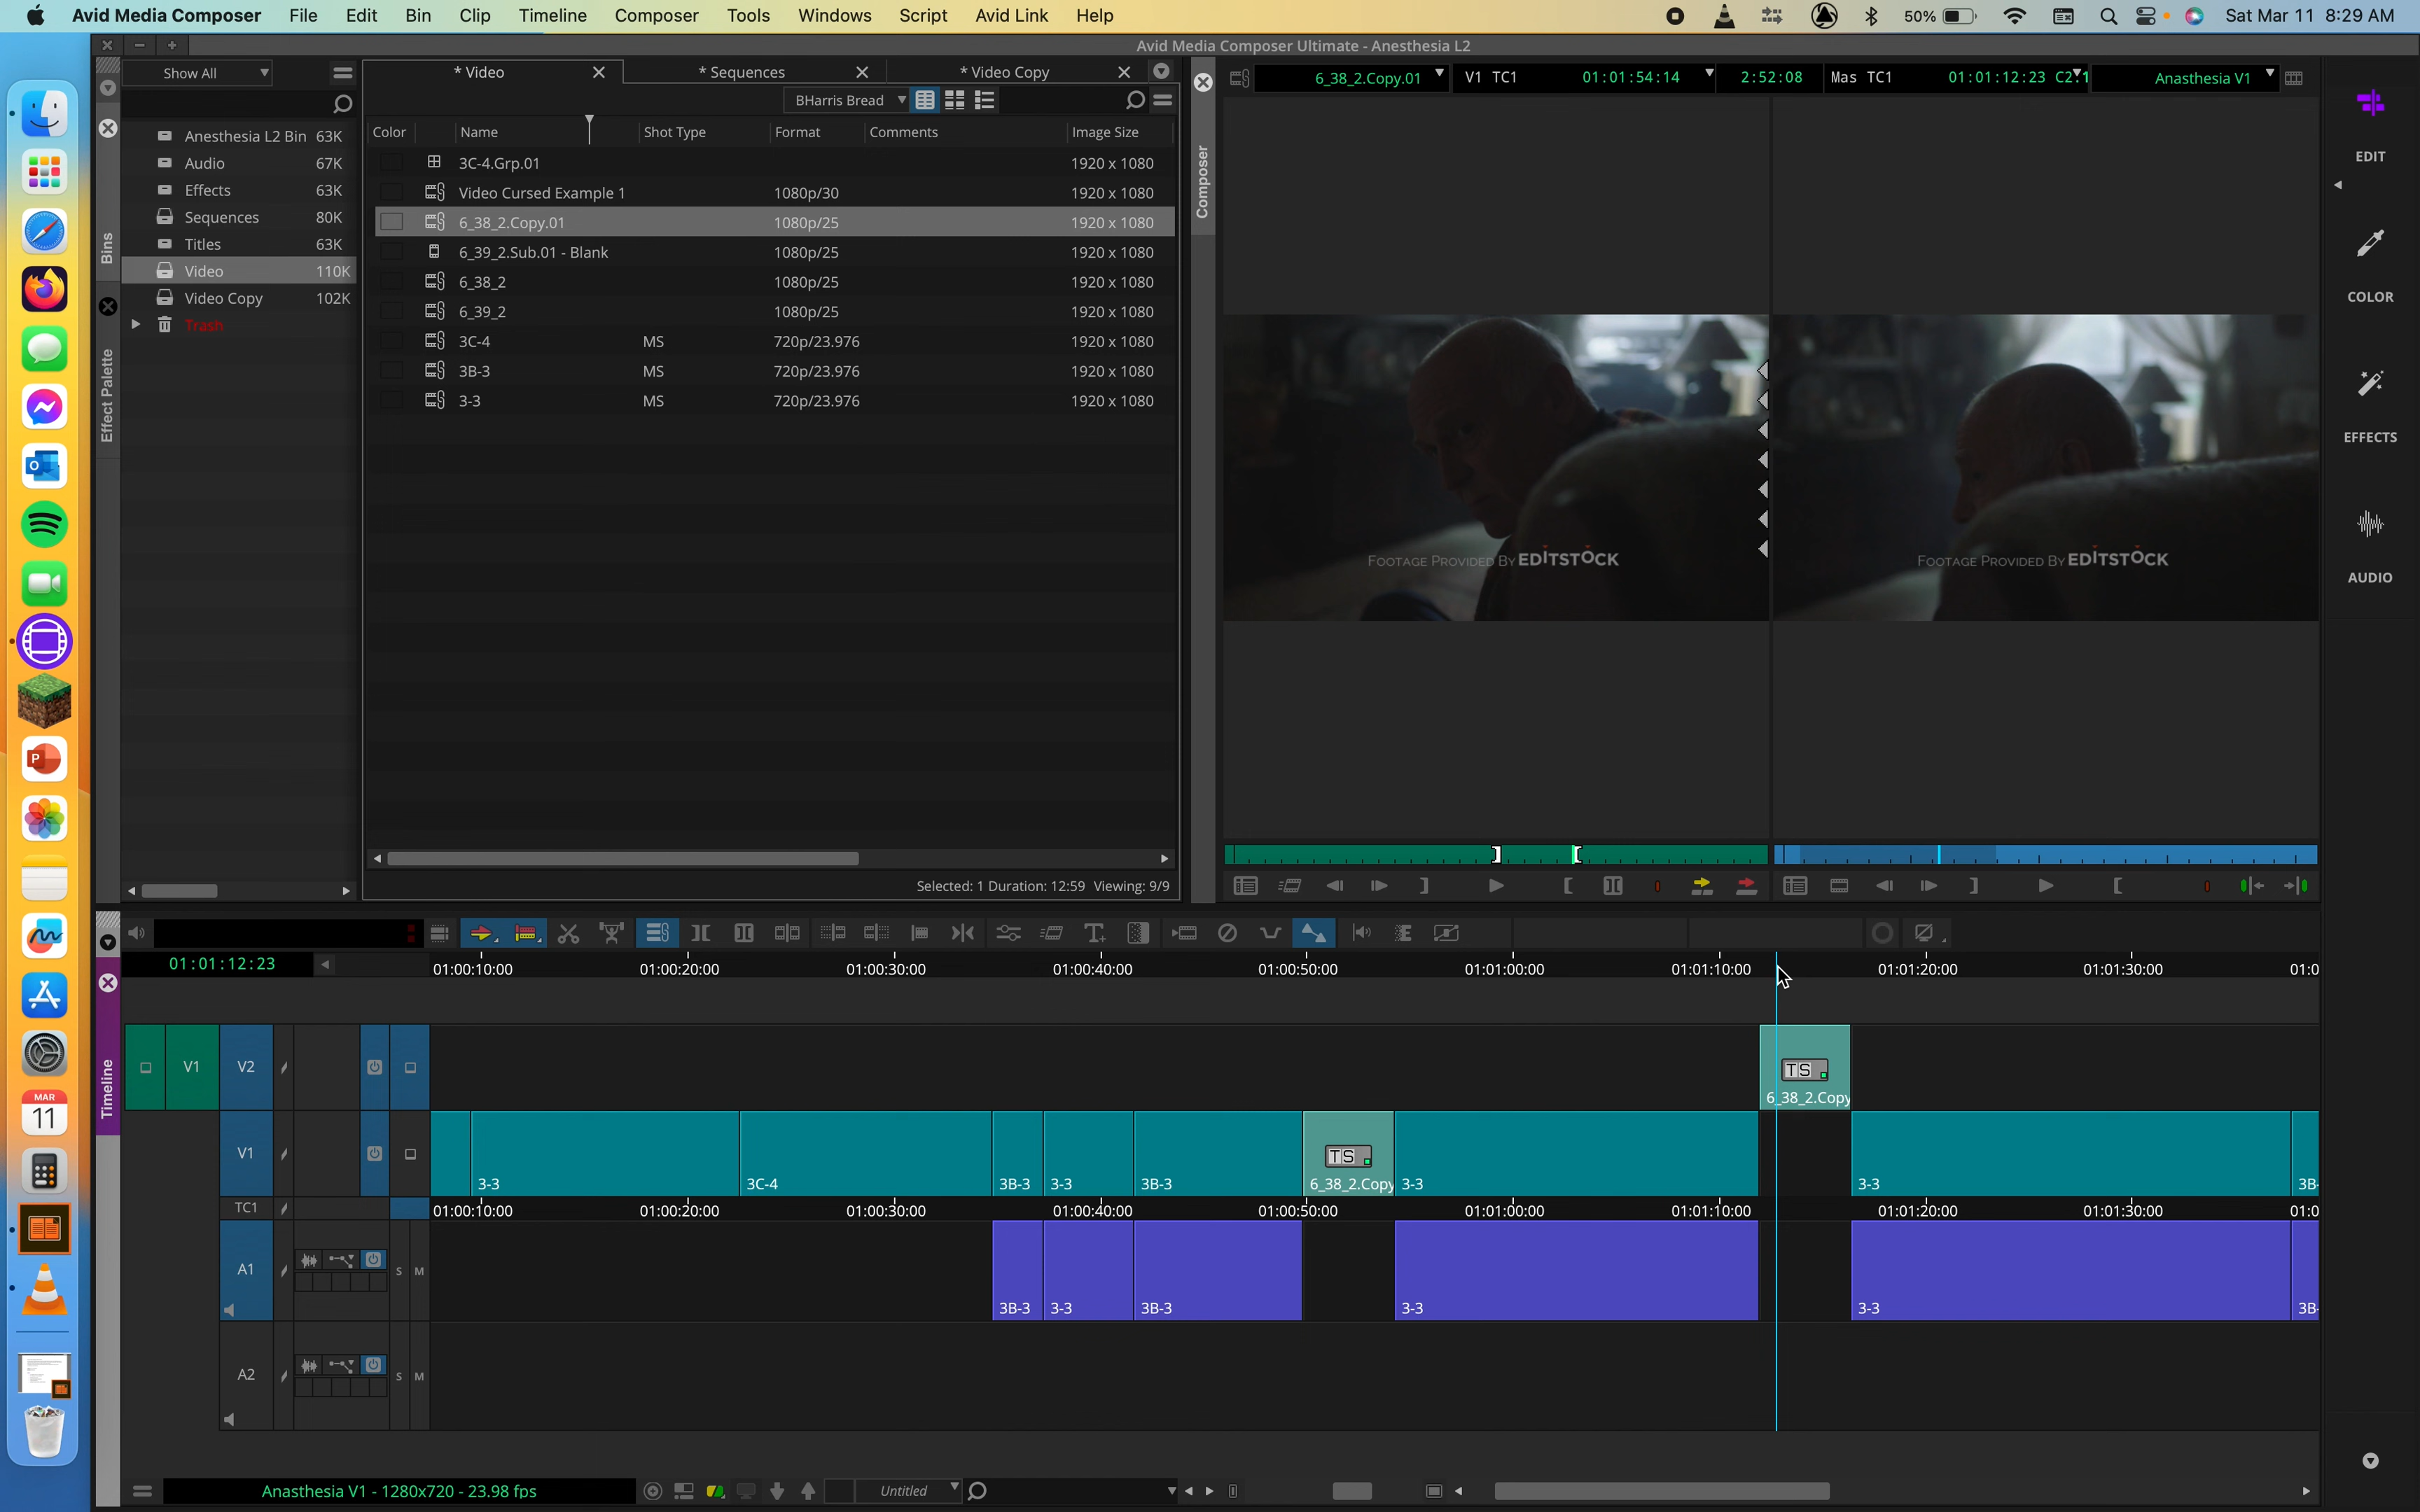 Avid Media Composer File Edit Bin Clip Timeline Composer Tools Windows Script Avid Link Help 50% Sat Mar 11 8:29 AM
Avid Media Composer Ultimate - Anesthesia L2
Show All
* Video
* Sequences
* Video Copy
6_38_2.Copy.01
V1 TC1
01:01:54:14
2:52:08
Mas TC1
01:01:12:23
Anasthesia V1
BHarris Bread
Anesthesia L2 Bin 63K
Audio 67K
Effects 63K
Sequences 80K
Titles 63K
Video 110K
Video Copy 102K
Trash
Bins
Effect Palette
Color Name Shot Type Format Comments Image Size
3C-4.Grp.01 1920 x 1080
Video Cursed Example 1 1080p/30 1920 x 1080
6_38_2.Copy.01 1080p/25 1920 x 1080
6_39_2.Sub.01 - Blank 1080p/25 1920 x 1080
6_38_2 1080p/25 1920 x 1080
6_39_2 1080p/25 1920 x 1080
3C-4 MS 720p/23.976 1920 x 1080
3B-3 MS 720p/23.976 1920 x 1080
3-3 MS 720p/23.976 1920 x 1080
Selected: 1 Duration: 12:59 Viewing: 9/9
Composer
FOOTAGE PROVIDED BY EDITSTOCK
FOOTAGE PROVIDED BY EDITSTOCK
EDIT
COLOR
EFFECTS
AUDIO
Timeline
01:01:12:23
01:00:10:00 01:00:20:00 01:00:30:00 01:00:40:00 01:00:50:00 01:01:00:00 01:01:10:00 01:01:20:00 01:01:30:00 01:0
V1 V2
TS
6_38_2.Copy
V1
TS
3-3 3C-4 3B-3 3-3 3B-3 6_38_2.Copy 3-3 3-3 3B-
TC1 01:00:10:00 01:00:20:00 01:00:30:00 01:00:40:00 01:00:50:00 01:01:00:00 01:01:10:00 01:01:20:00 01:01:30:00 01:0
A1 S M
3B-3 3-3 3B-3 3-3 3-3 3B-
A2 S M
Anasthesia V1 - 1280x720 - 23.98 fps
Untitled
MAR
11